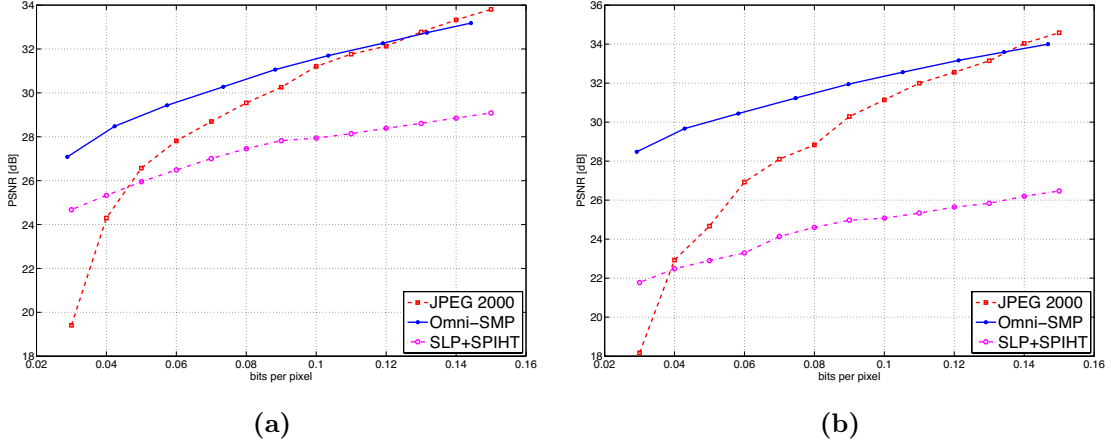 34
32
30
28
26
24
22
20
18
PSNR [dB]
JPEG 2000
Omni-SMP
SLP+SPIHT
0.02 0.04 0.06 0.08 0.1 0.12 0.14 0.16
bits per pixel
(a)
36
34
32
30
28
26
24
22
20
18
PSNR [dB]
JPEG 2000
Omni-SMP
SLP+SPIHT
0.02 0.04 0.06 0.08 0.1 0.12 0.14 0.16
bits per pixel
(b)